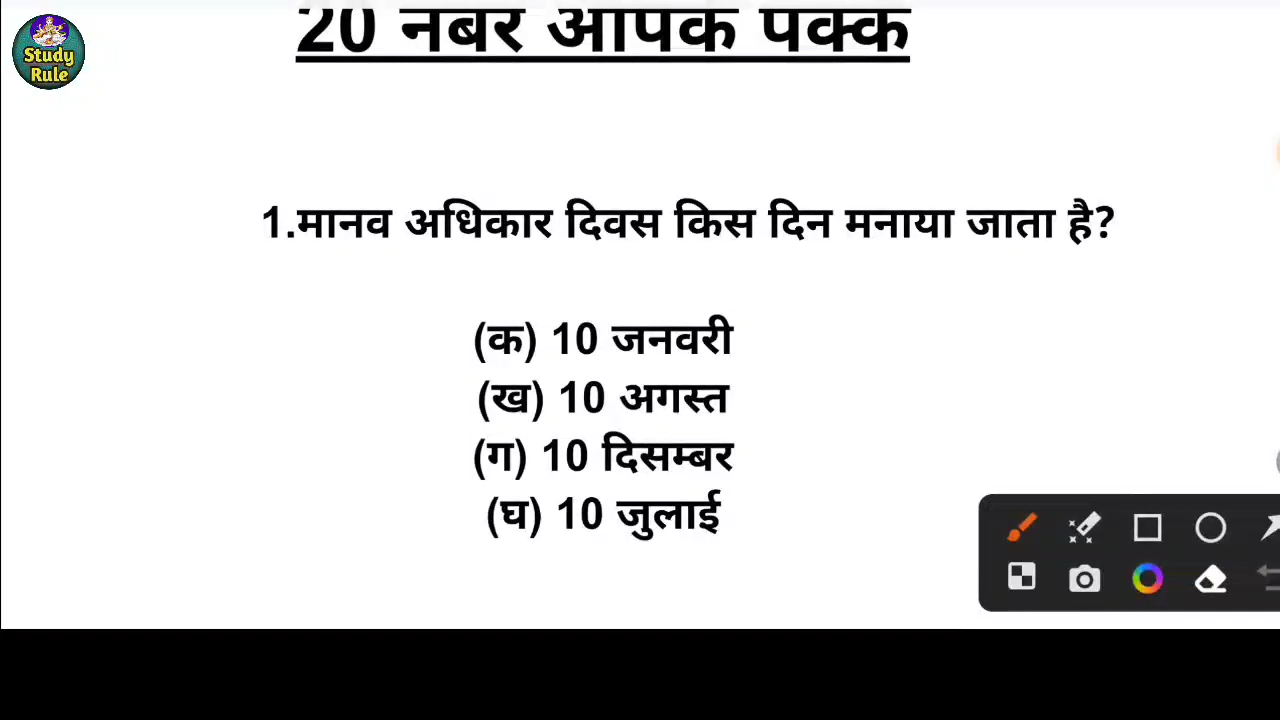 Study
Rule
20 नंबर आपके पक्के
1.मानव अधिकार दिवस किस दिन मनाया जाता है?
(क) 10 जनवरी
(ख) 10 अगस्त
(ग) 10 दिसम्बर
(घ) 10 जुलाई